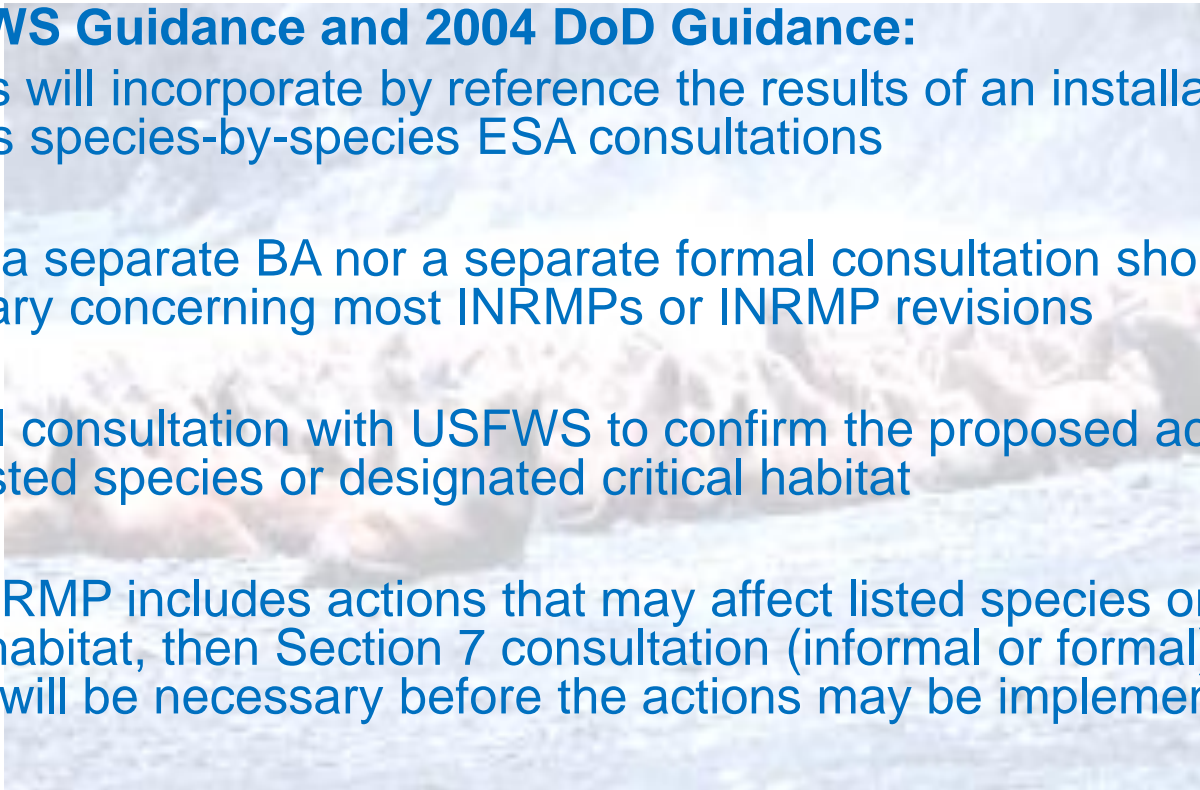 WS Guidance and 2004 DoD Guidance:
s will incorporate by reference the results of an installa
s species-by-species ESA consultations
a separate BA nor a separate formal consultation sho
ary concerning most INRMPs or INRMP revisions
l consultation with USFWS to confirm the proposed ac
sted species or designated critical habitat
RMP includes actions that may affect listed species or
habitat, then Section 7 consultation (informal or formal)
will be necessary before the actions may be implemen